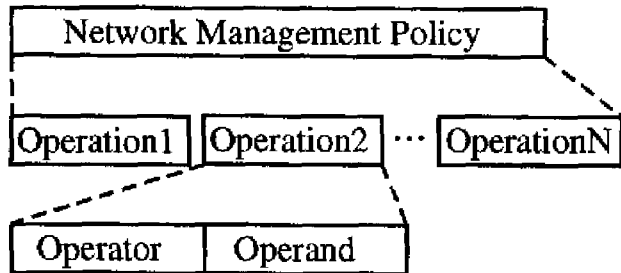 Network Management Policy
Operation1 Operation2 ... OperationN
Operator Operand